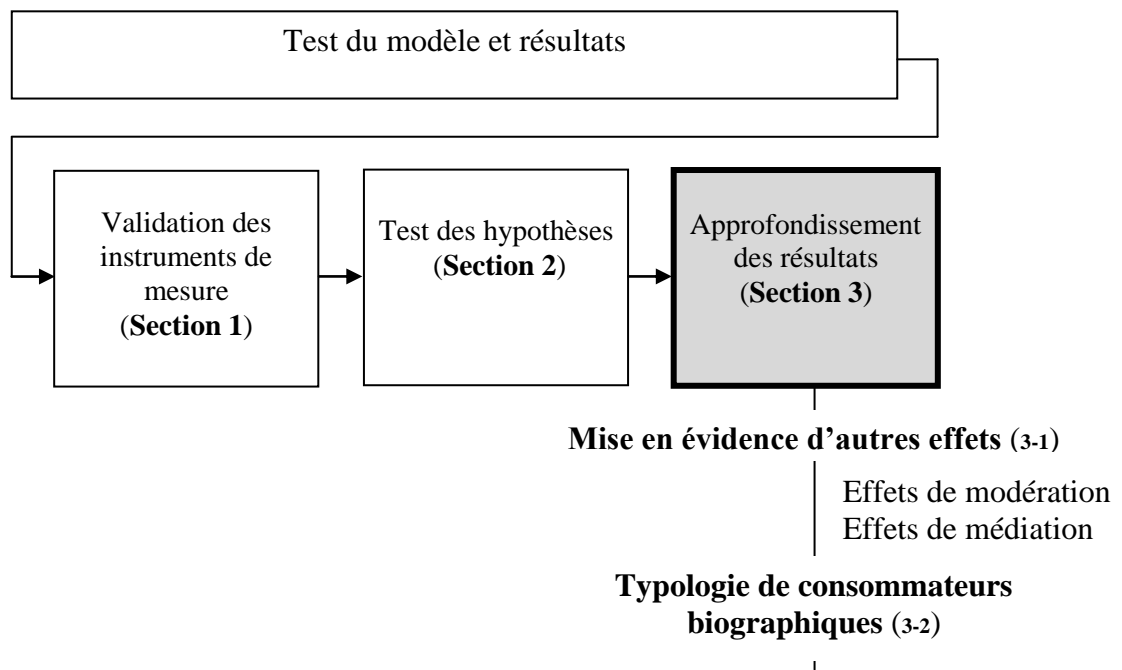 Test du modèle et résultats
Validation des
instruments de
mesure
(Section 1)
Test des hypothèses
(Section 2)
Approfondissement
des résultats
(Section 3)
Mise en évidence d’autres effets (3-1)
Effets de modération
Effets de médiation
Typologie de consommateurs
biographiques (3-2)